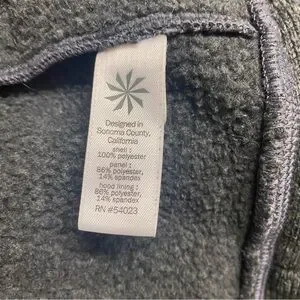 Designed in
Sonoma County,
California
shell :
100% polyester
panel :
86% polyester,
14% spandex
hood lining :
86% polyester,
14% spandex
RN #54023